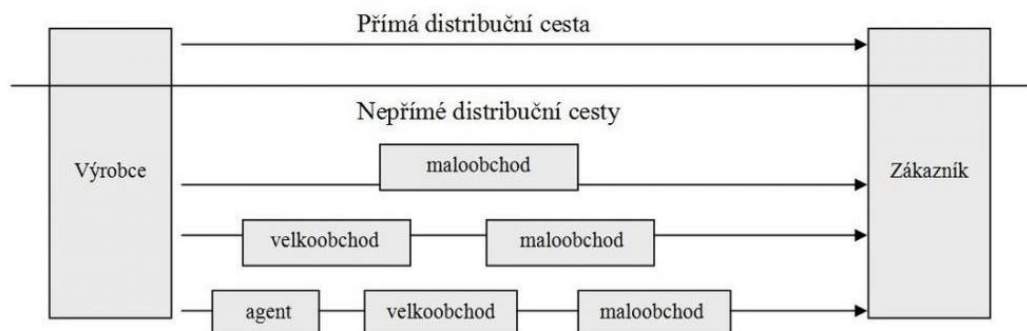 Přímá distribuční cesta
Nepřímé distribuční cesty
Výrobce
maloobchod
Zákazník
velkoobchod maloobchod
agent velkoobchod maloobchod